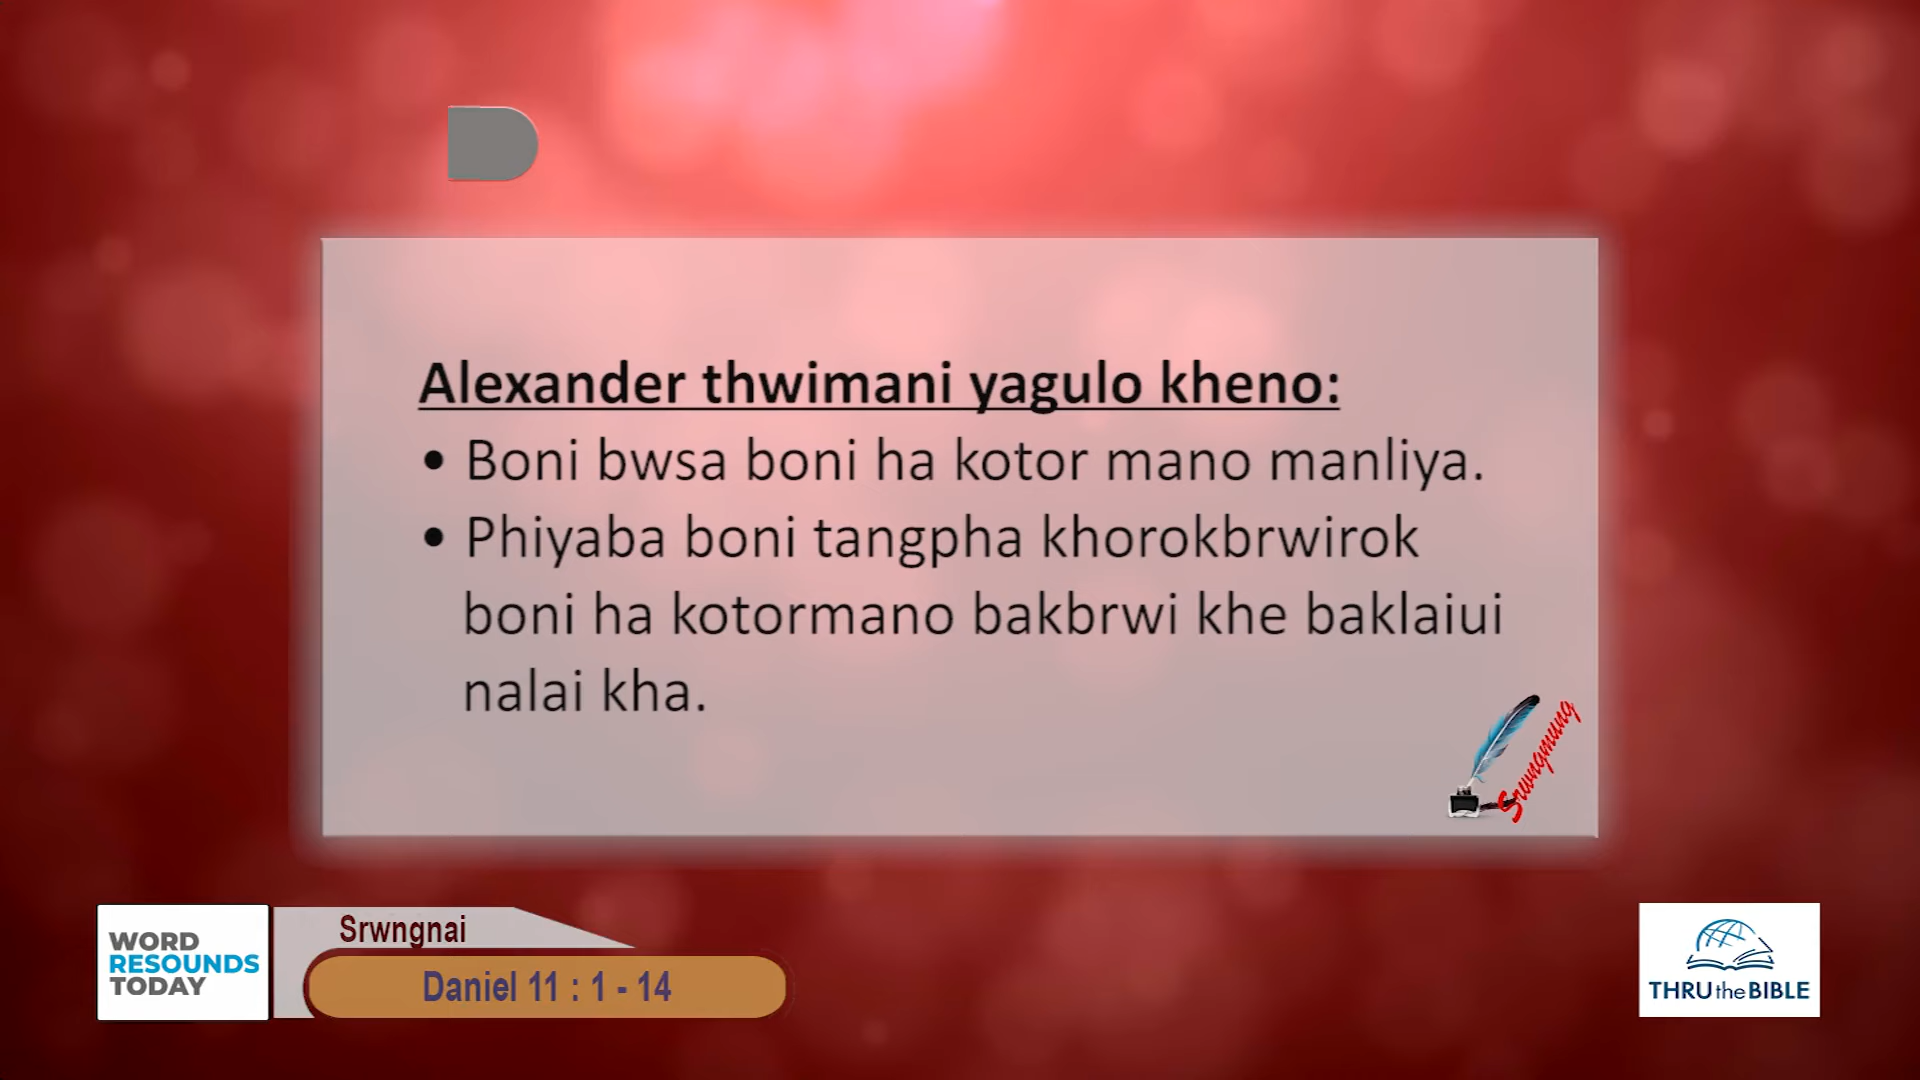 Alexander thwimani yagulo kheno:
• Boni bwsa boni ha kotor mano manliya.
• Phiyaba boni tangpha khorokbrwirok
boni ha kotormano bakbrwi khe baklaiui
nalai kha.
Srwngmung
WORD
RESOUNDS
TODAY
Srwngnai
Daniel 11 : 1 - 14
THRU the BIBLE